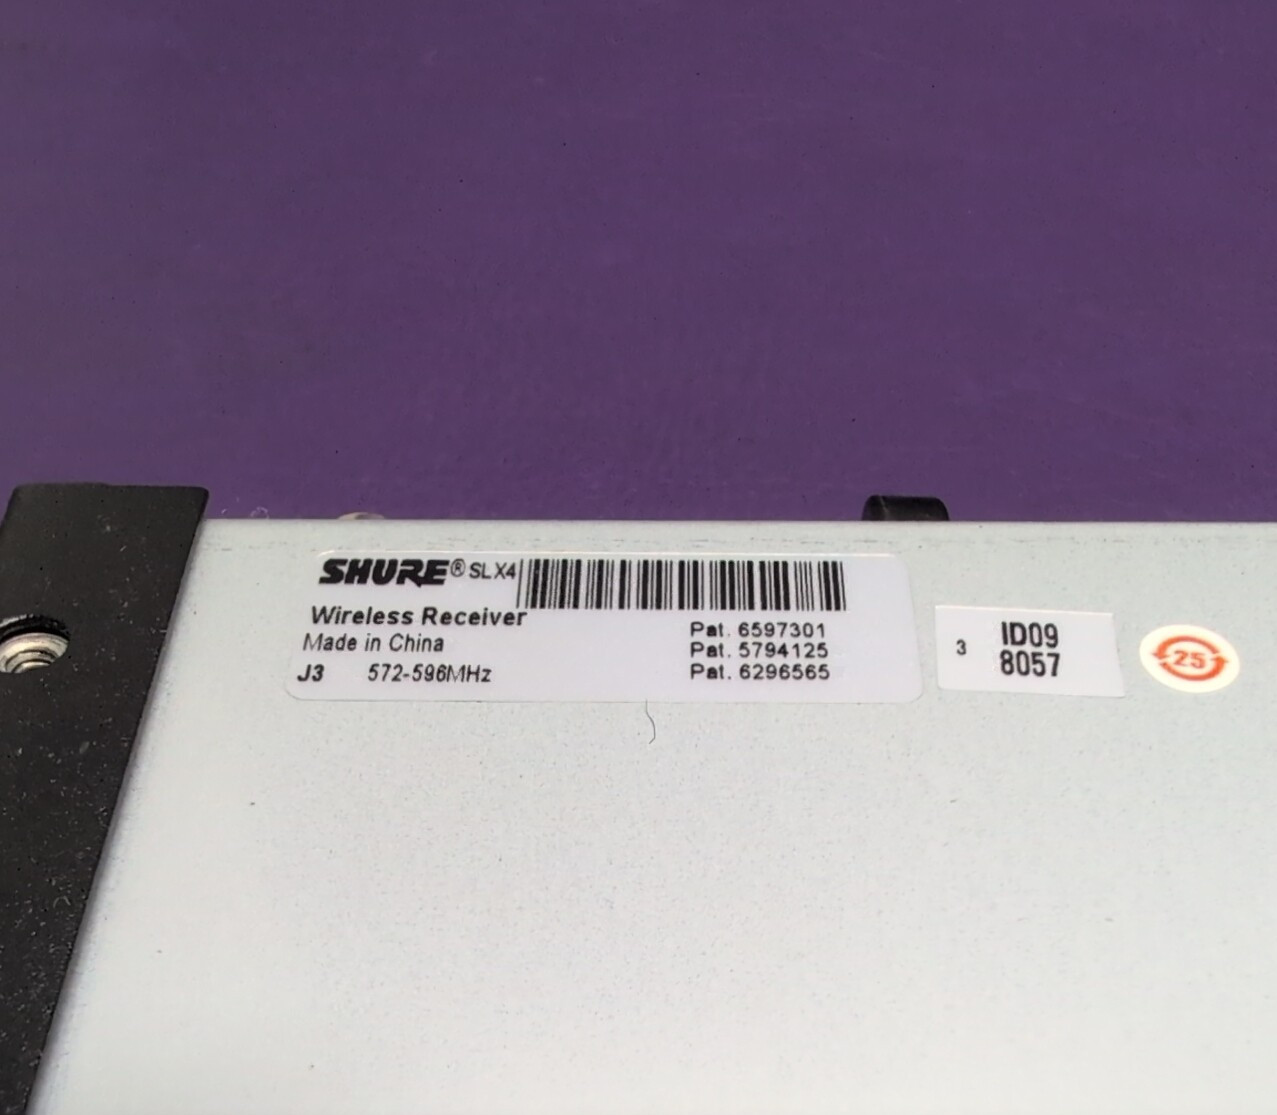 SHURE® SLX4
Wireless Receiver
Made in China
J3 572-596MHz
Pat. 6597301
Pat. 5794125
Pat. 6296565
3
ID09
8057
25